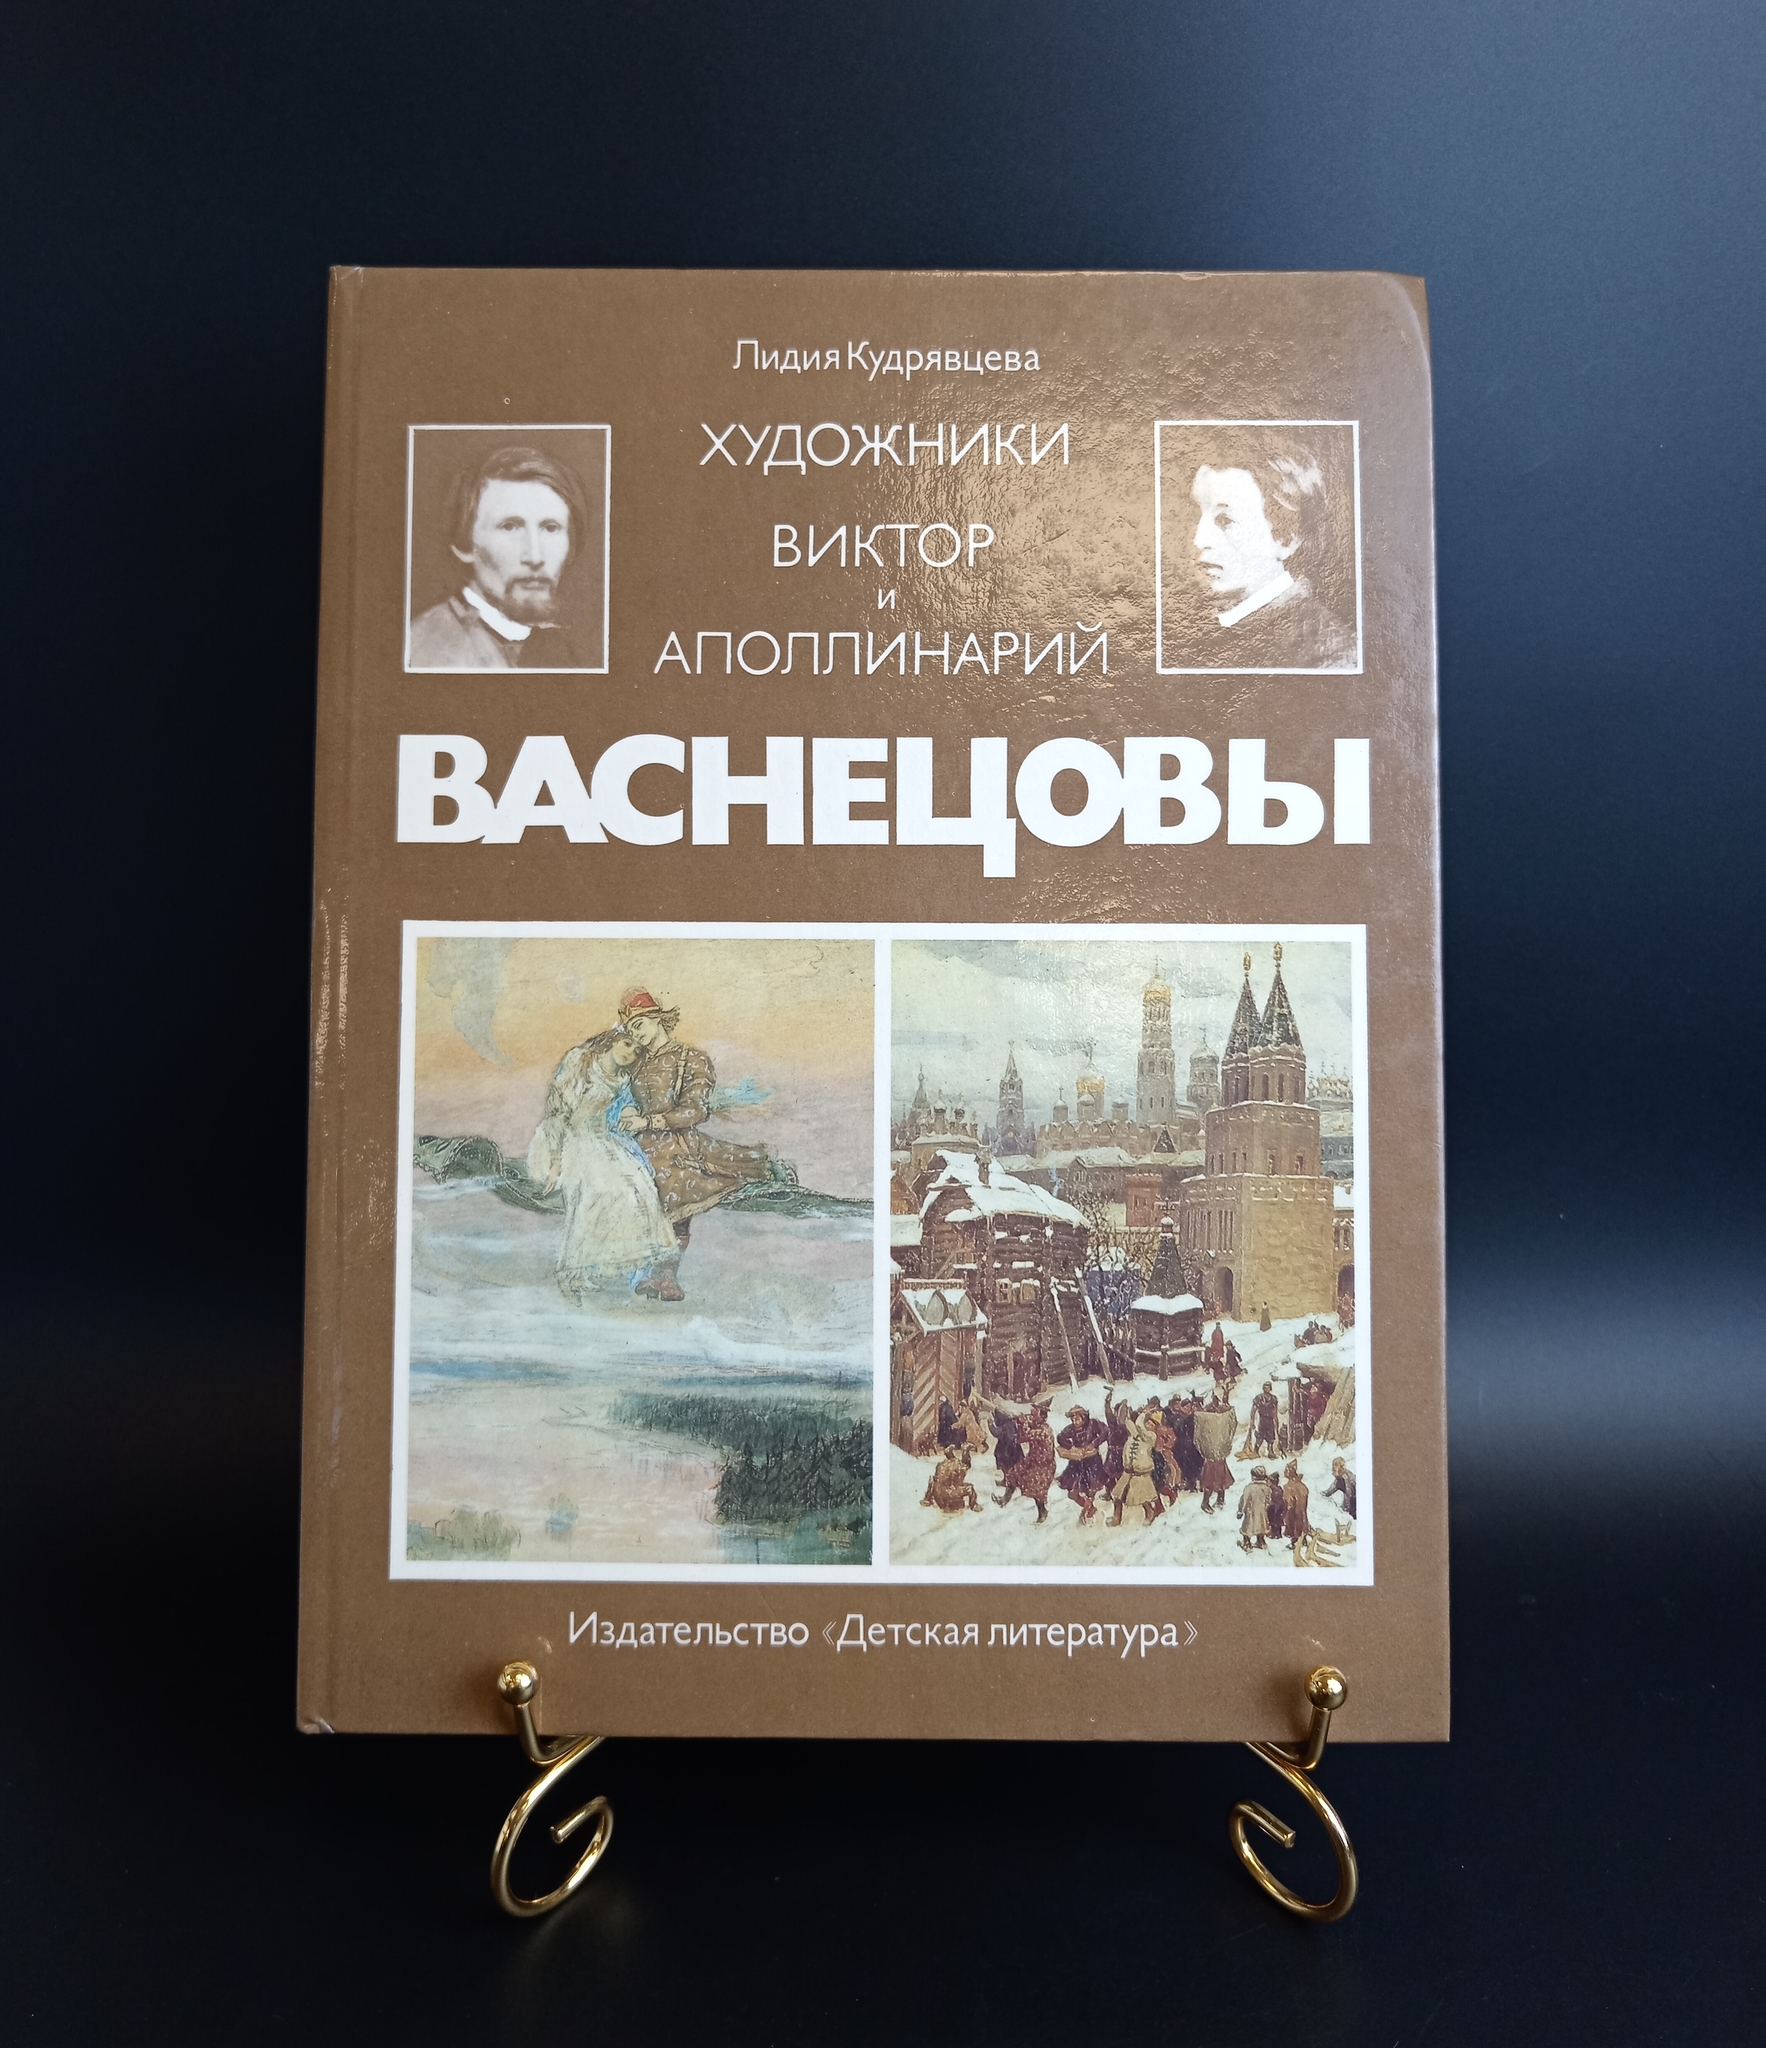 Лидия Кудрявцева
ХУДОЖНИКИ
ВИКТОР
и
АПОЛЛИНАРИЙ
ВАСНЕЦОВЫ
Издательство «Детская литература»